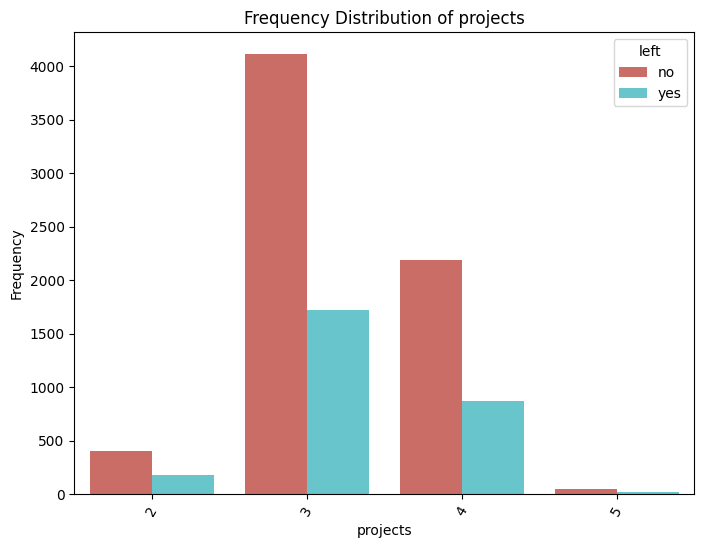 Frequency Distribution of projects
left
no
yes
Frequency
4000
3500
3000
2500
2000
1500
1000
500
0
2
3
4
5
projects